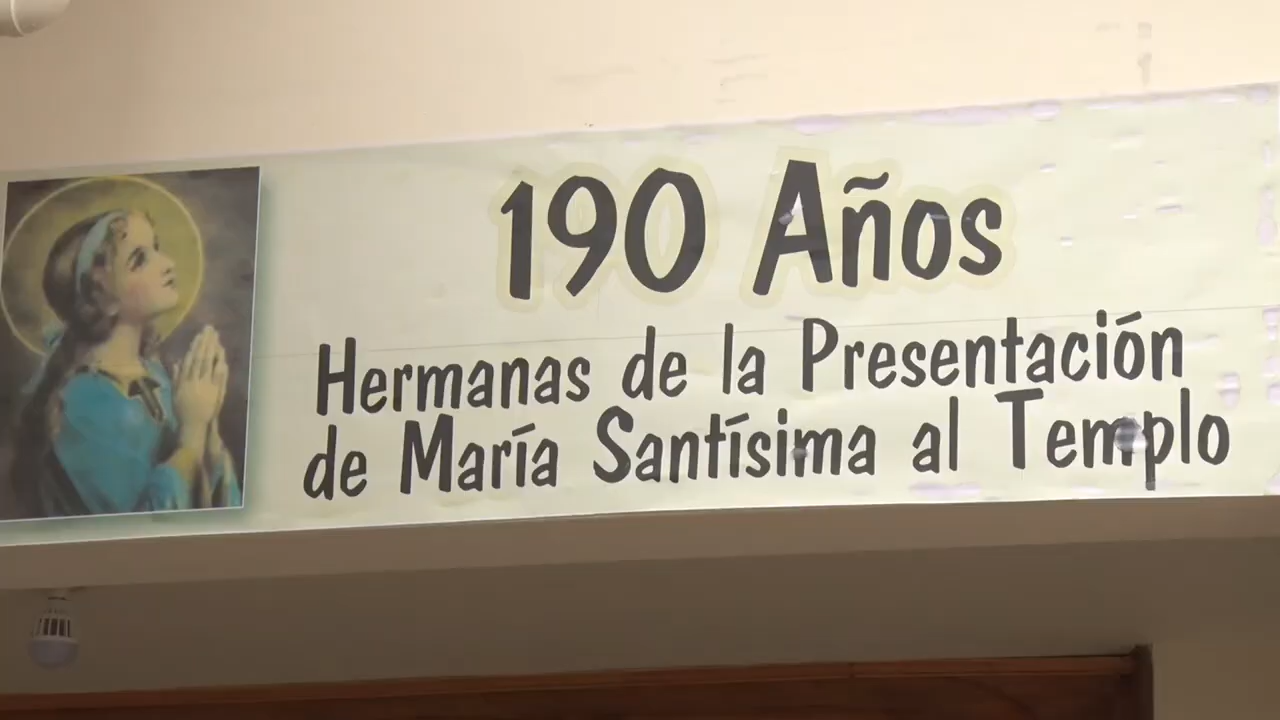 190 Años
Hermanas de la Presentación
de María Santísima al Templo